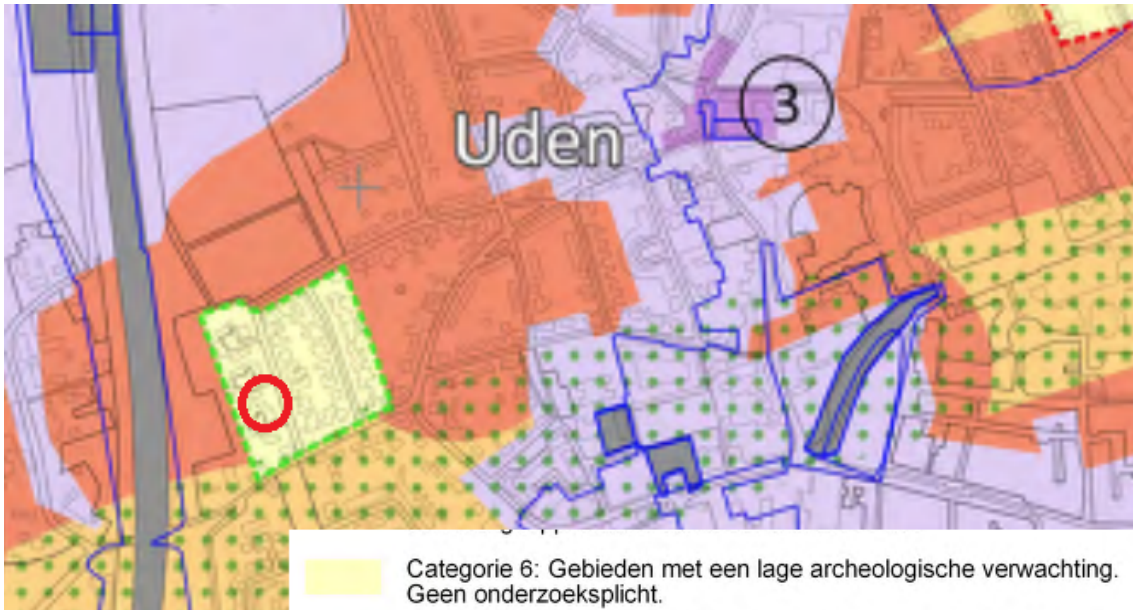 Uden
3
Categorie 6: Gebieden met een lage archeologische verwachting.
Geen onderzoeksplicht.